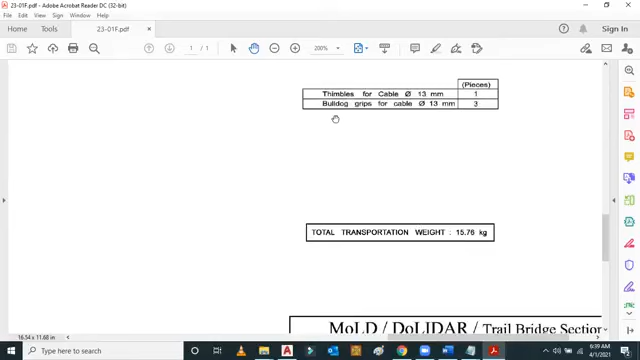 23-01F.pdf - Adobe Acrobat Reader DC (32-bit)
File Edit View Sign Window Help
Home Tools 23-01F.pdf × Sign In
1 / 1 200%
(Pieces)
Thimbles for Cable Ø 13 mm 1
Bulldog grips for cable Ø 13 mm 3
TOTAL TRANSPORTATION WEIGHT : 15.76 kg
16.54 x 11.68 in
MoLD / DoLIDAR / Trail Bridge Section
Type here to search
6:39 AM
4/1/2021